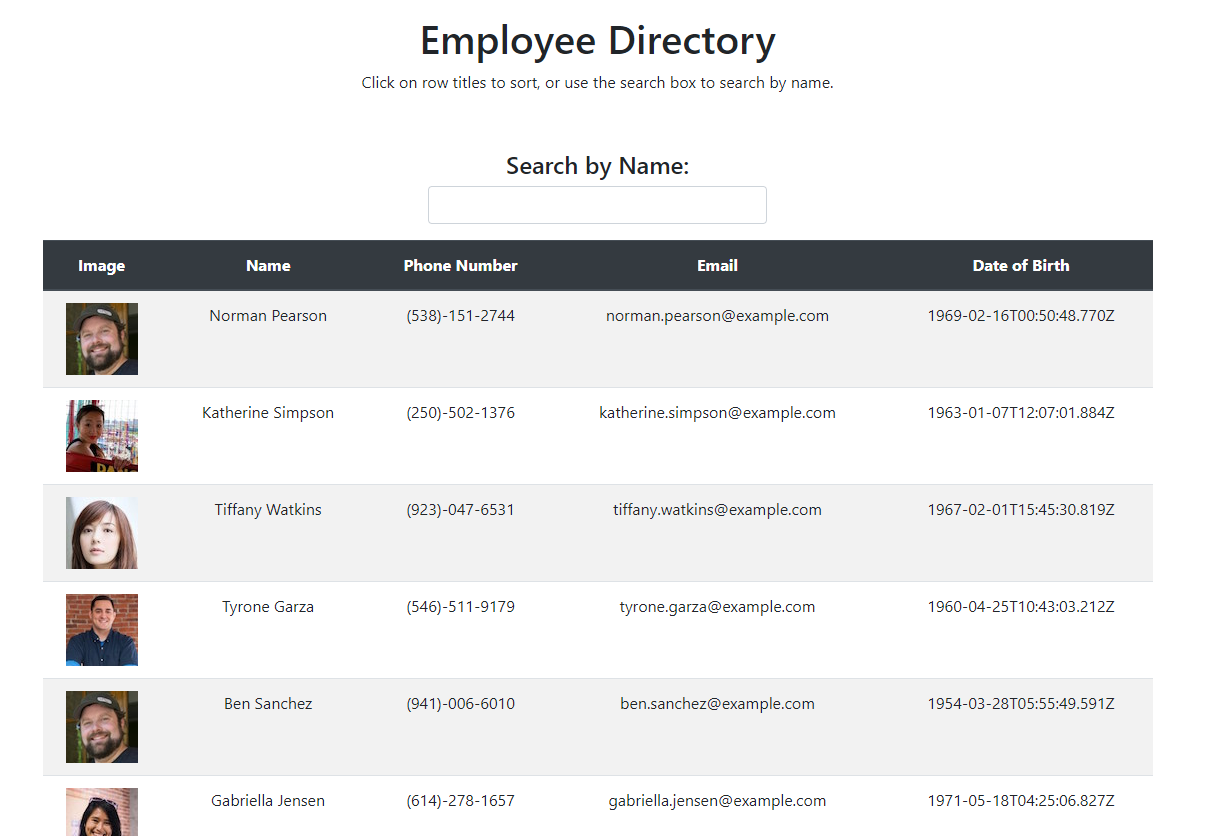 Employee Directory
Click on row titles to sort, or use the search box to search by name.
Search by Name:
Image Name Phone Number Email Date of Birth
Norman Pearson (538)-151-2744 norman.pearson@example.com 1969-02-16T00:50:48.770Z
Katherine Simpson (250)-502-1376 katherine.simpson@example.com 1963-01-07T12:07:01.884Z
Tiffany Watkins (923)-047-6531 tiffany.watkins@example.com 1967-02-01T15:45:30.819Z
Tyrone Garza (546)-511-9179 tyrone.garza@example.com 1960-04-25T10:43:03.212Z
Ben Sanchez (941)-006-6010 ben.sanchez@example.com 1954-03-28T05:55:49.591Z
Gabriella Jensen (614)-278-1657 gabriella.jensen@example.com 1971-05-18T04:25:06.827Z